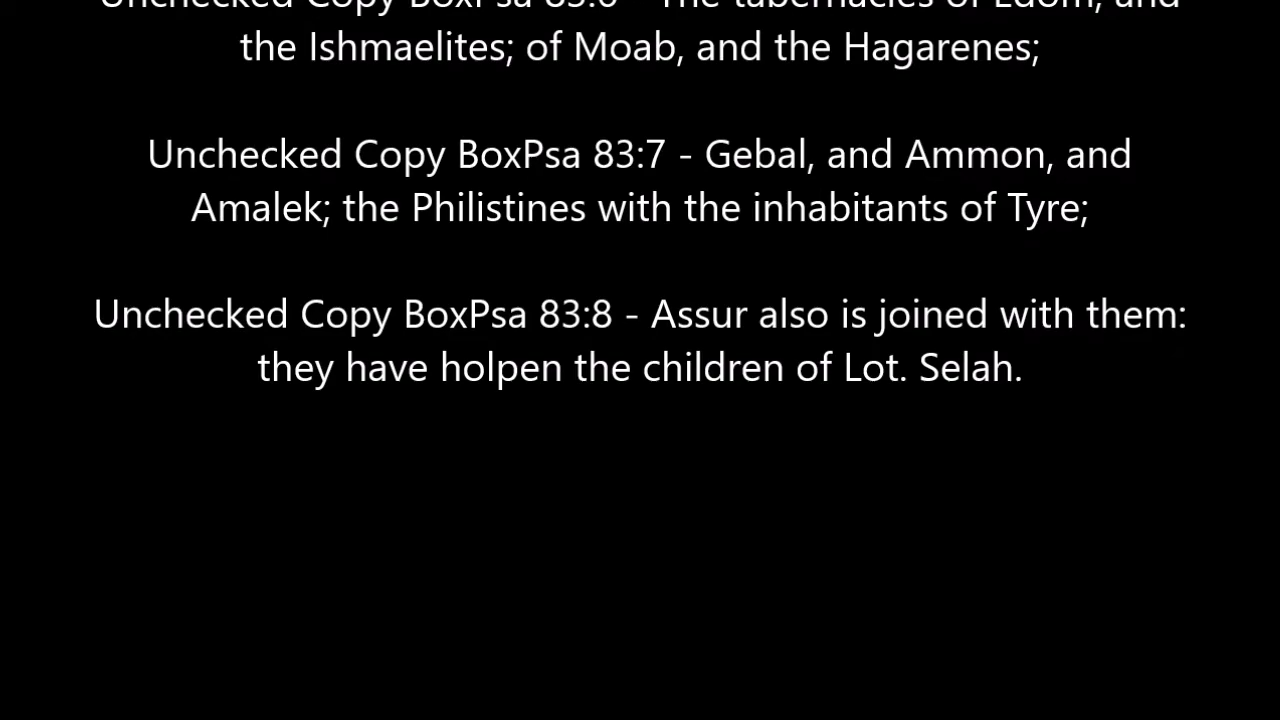 Unchecked Copy BoxPsa 83:6 - The tabernacles of Edom, and
the Ishmaelites; of Moab, and the Hagarenes;
Unchecked Copy BoxPsa 83:7 - Gebal, and Ammon, and
Amalek; the Philistines with the inhabitants of Tyre;
Unchecked Copy BoxPsa 83:8 - Assur also is joined with them:
they have holpen the children of Lot. Selah.